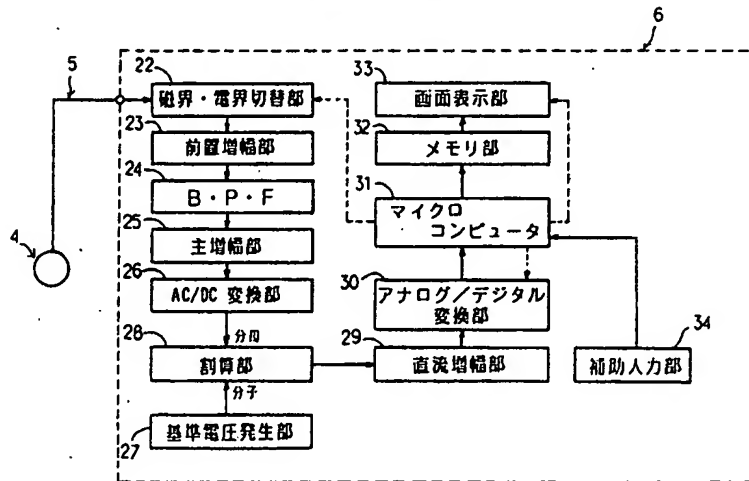 6
5
22
磁界・電界切替部
33
画面表示部
23
前置増幅部
32
メモリ部
24
B・P・F
31
マイクロ
コンピュータ
25
主増幅部
4
26
AC/DC 変換部
30
アナログ/デジタル
変換部
分母
28
割算部
29
直流増幅部
34
補助入力部
分子
27
基準電圧発生部